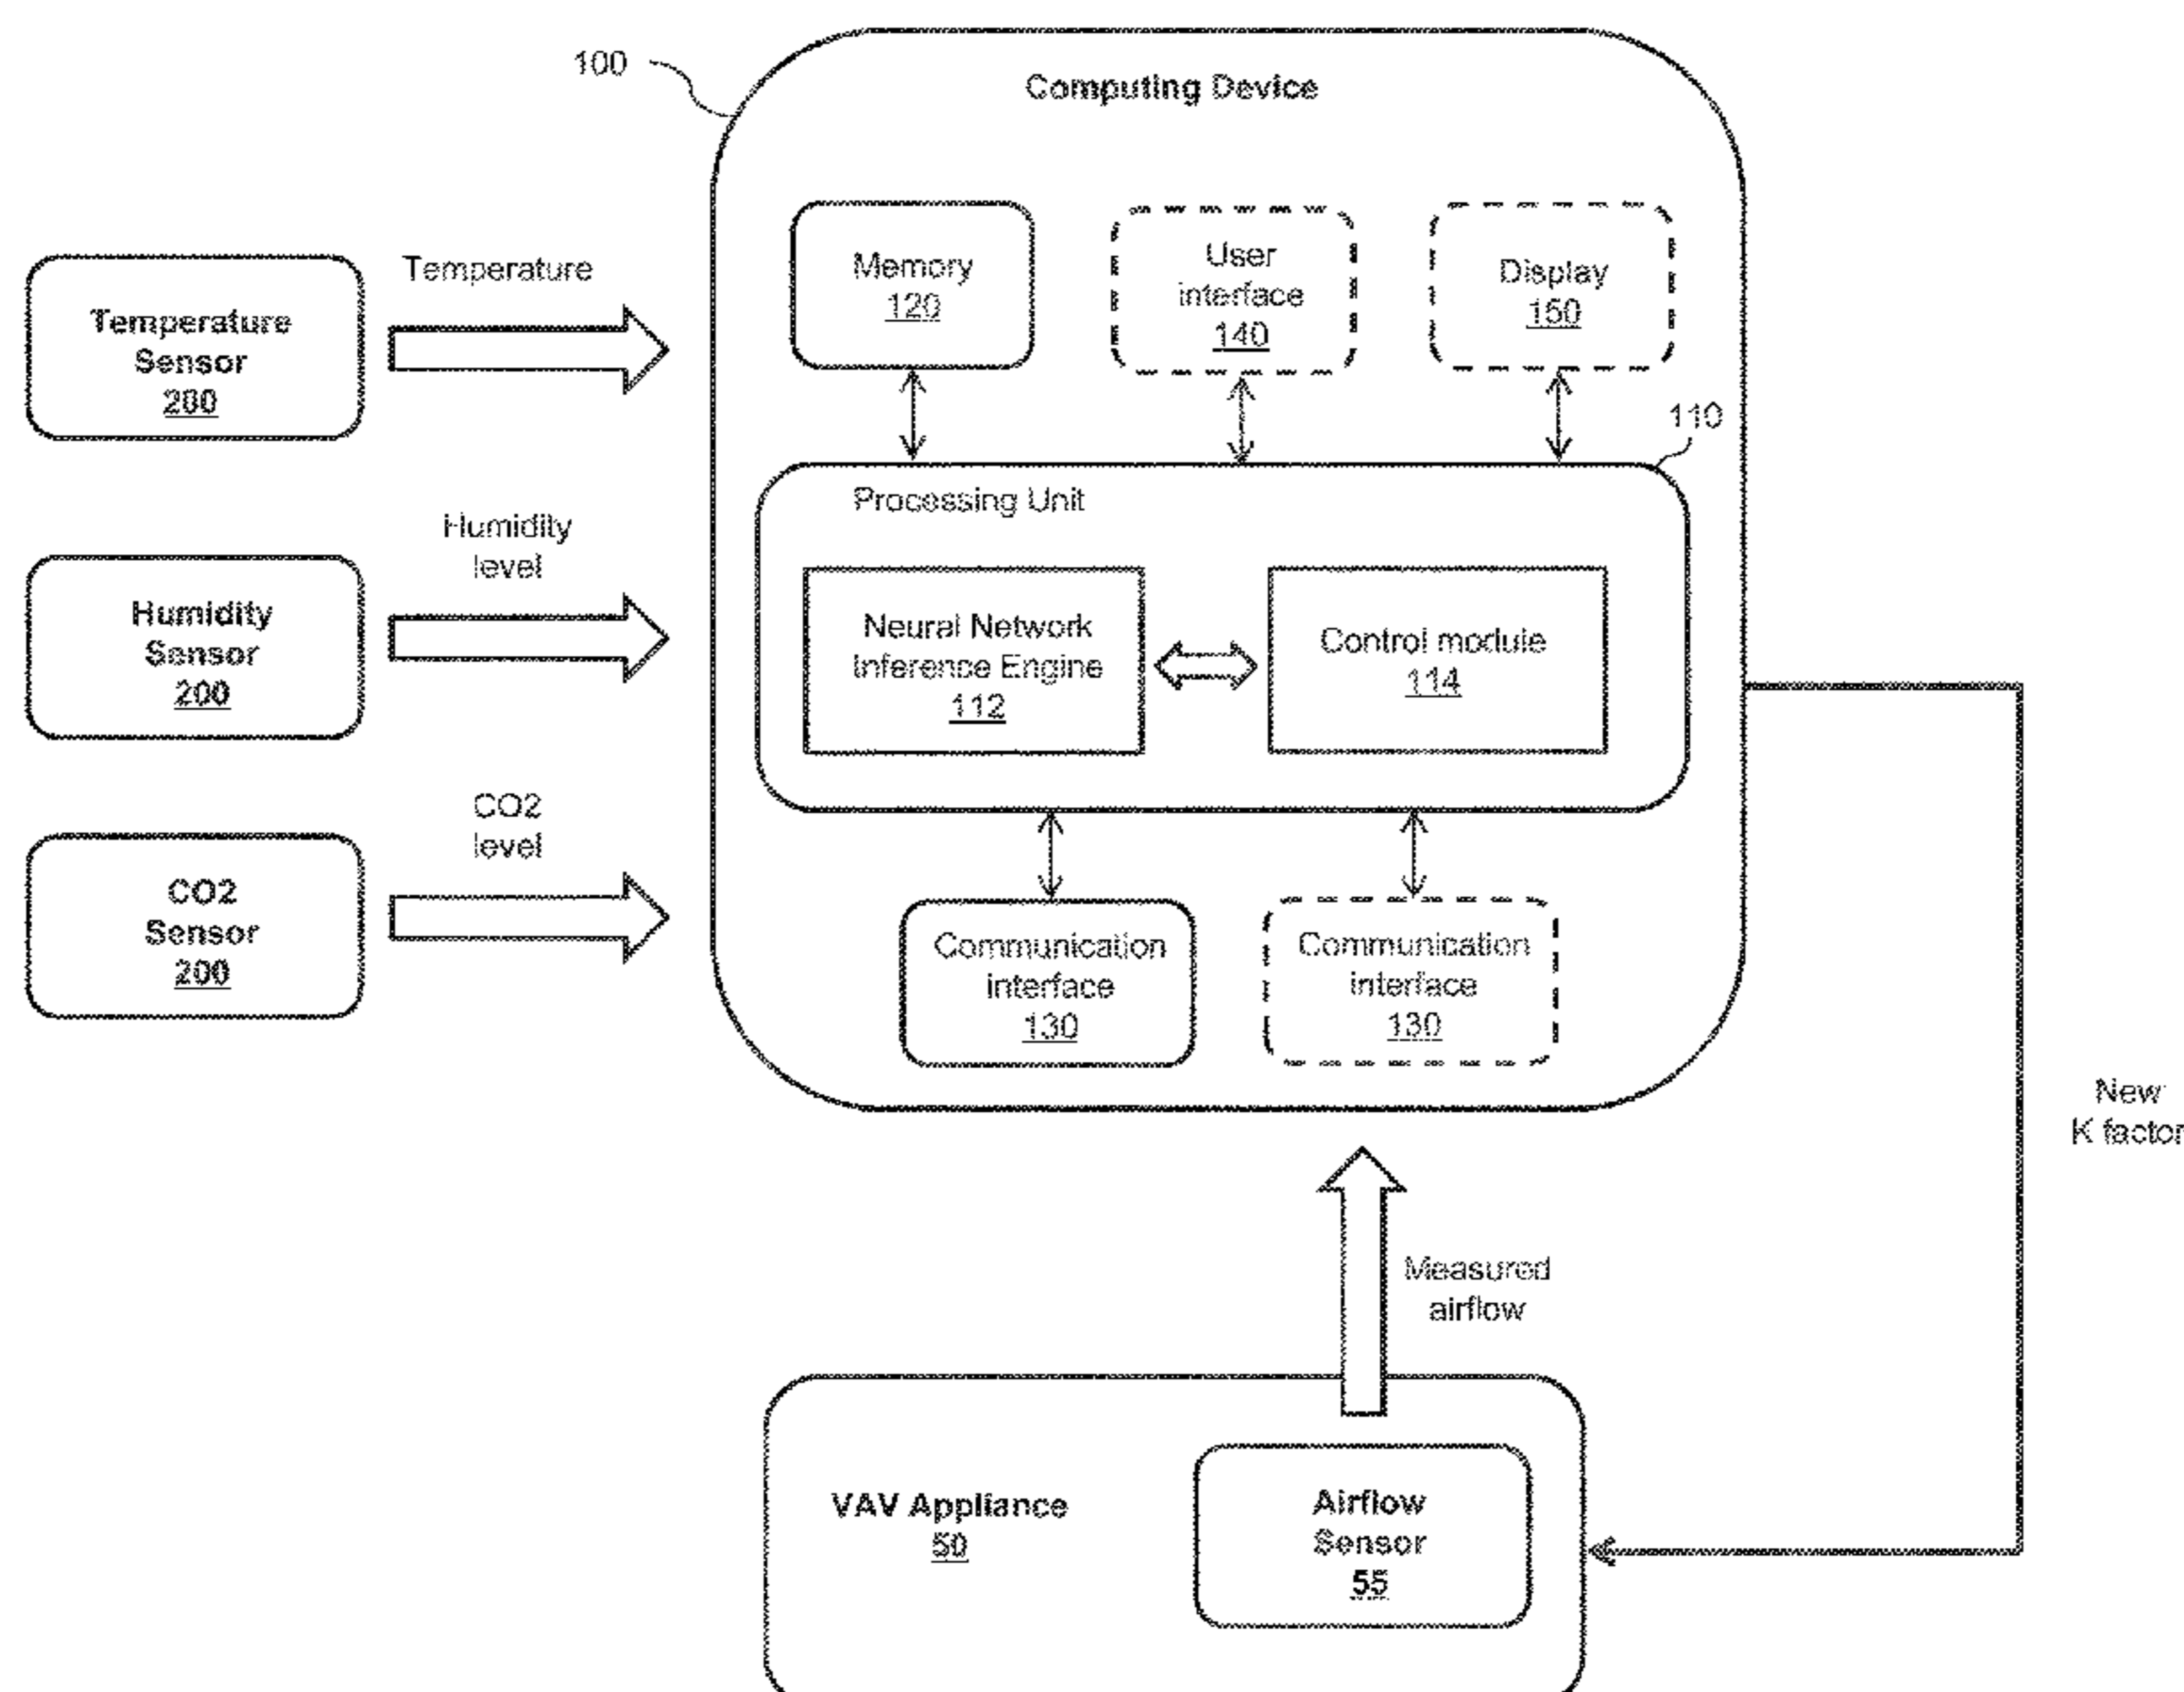 100
Computing Device
Memory
120
User
interface
140
Display
150
Temperature
Sensor
200
Temperature
110
Processing Unit
Humidity
Sensor
200
Humidity
level
Neural Network
Inference Engine
112
Control module
114
CO2
Sensor
200
CO2
level
Communication
interface
130
Communication
interface
130
New
K factor
Measured
airflow
VAV Appliance
50
Airflow
Sensor
55